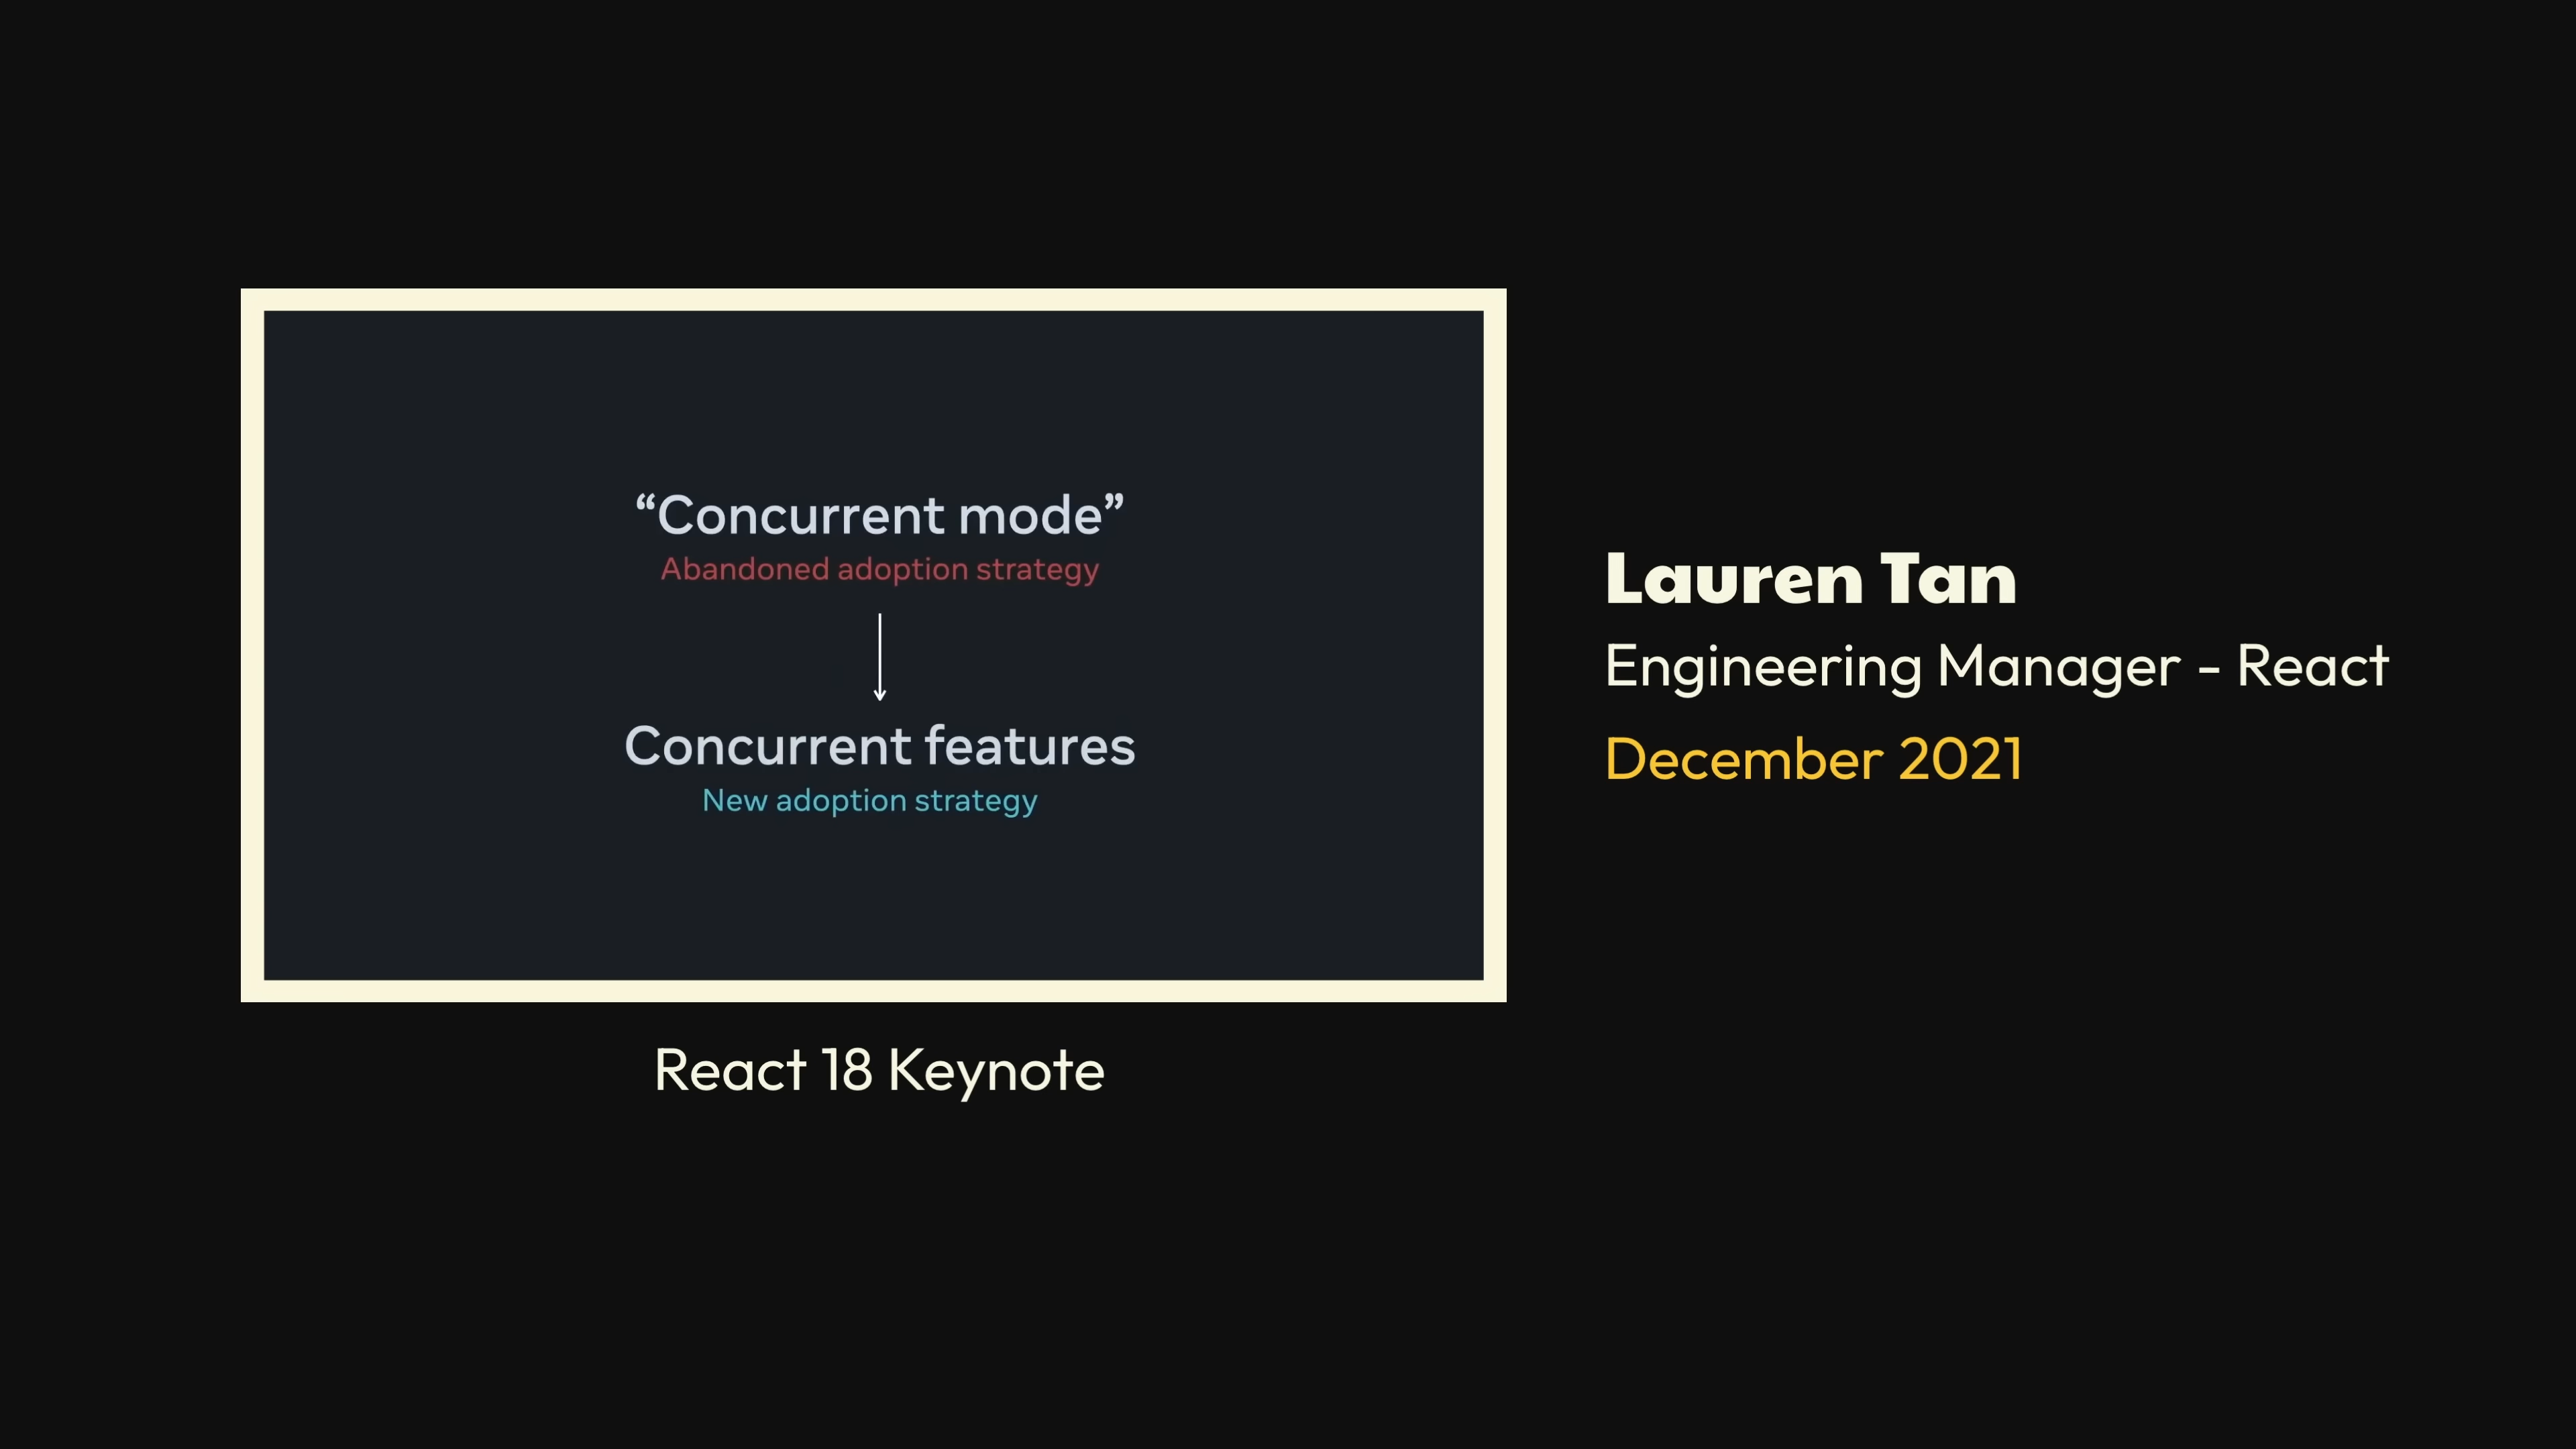 “Concurrent mode”
Abandoned adoption strategy
Concurrent features
New adoption strategy
React 18 Keynote
Lauren Tan
Engineering Manager - React
December 2021